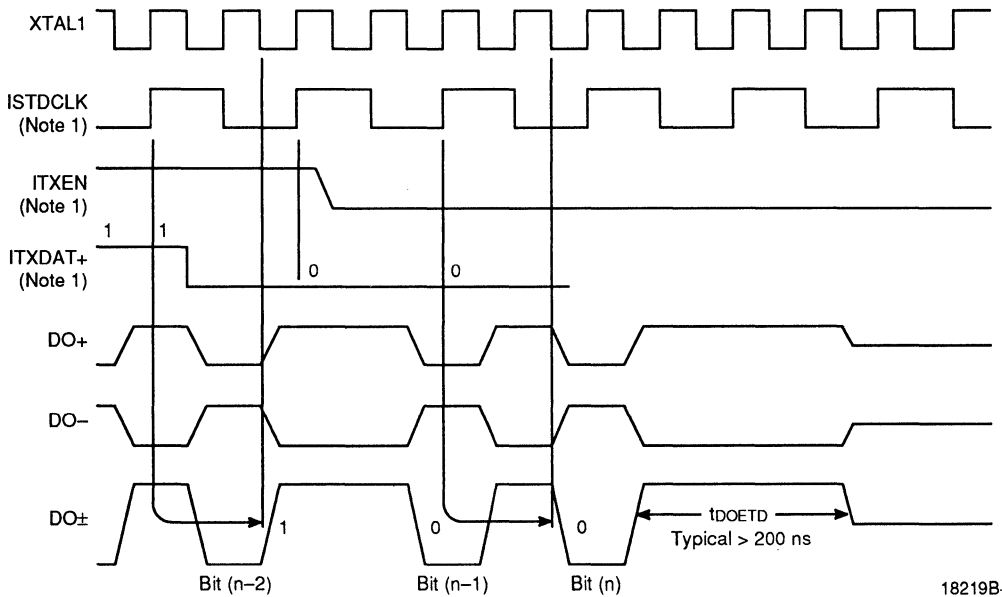 XTAL1
ISTDCLK
(Note 1)
ITXEN
(Note 1)
1 1
ITXDAT+
(Note 1)
0 0
DO+
DO–
DO±
1 0 0
tDOETD
Typical > 200 ns
Bit (n–2) Bit (n–1) Bit (n)
18219B-